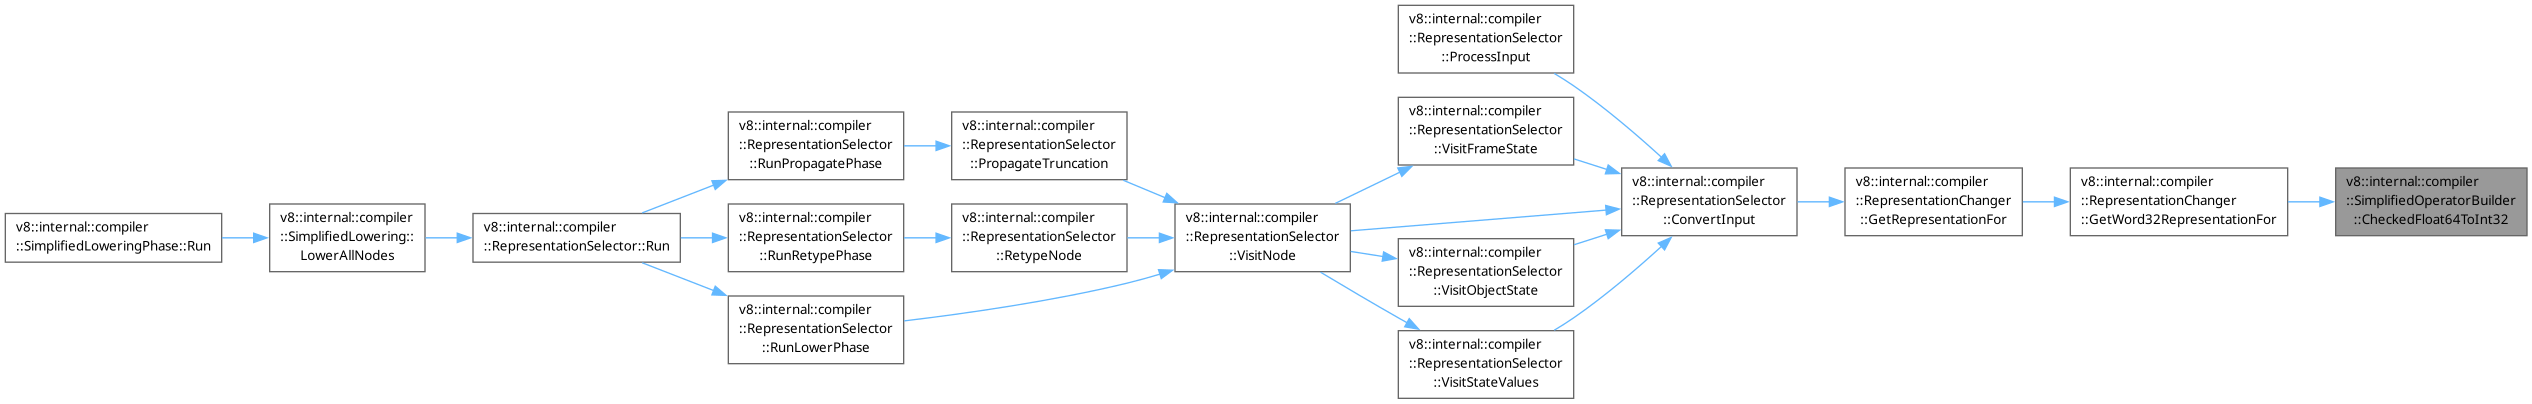 v8::internal::compiler
::SimplifiedLoweringPhase::Run
v8::internal::compiler
::SimplifiedLowering::
LowerAllNodes
v8::internal::compiler
::RepresentationSelector::Run
v8::internal::compiler
::RepresentationSelector
::RunPropagatePhase
v8::internal::compiler
::RepresentationSelector
::RunRetypePhase
v8::internal::compiler
::RepresentationSelector
::RunLowerPhase
v8::internal::compiler
::RepresentationSelector
::PropagateTruncation
v8::internal::compiler
::RepresentationSelector
::RetypeNode
v8::internal::compiler
::RepresentationSelector
::VisitNode
v8::internal::compiler
::RepresentationSelector
::ProcessInput
v8::internal::compiler
::RepresentationSelector
::VisitFrameState
v8::internal::compiler
::RepresentationSelector
::VisitObjectState
v8::internal::compiler
::RepresentationSelector
::VisitStateValues
v8::internal::compiler
::RepresentationSelector
::ConvertInput
v8::internal::compiler
::RepresentationChanger
::GetRepresentationFor
v8::internal::compiler
::RepresentationChanger
::GetWord32RepresentationFor
v8::internal::compiler
::SimplifiedOperatorBuilder
::CheckedFloat64ToInt32